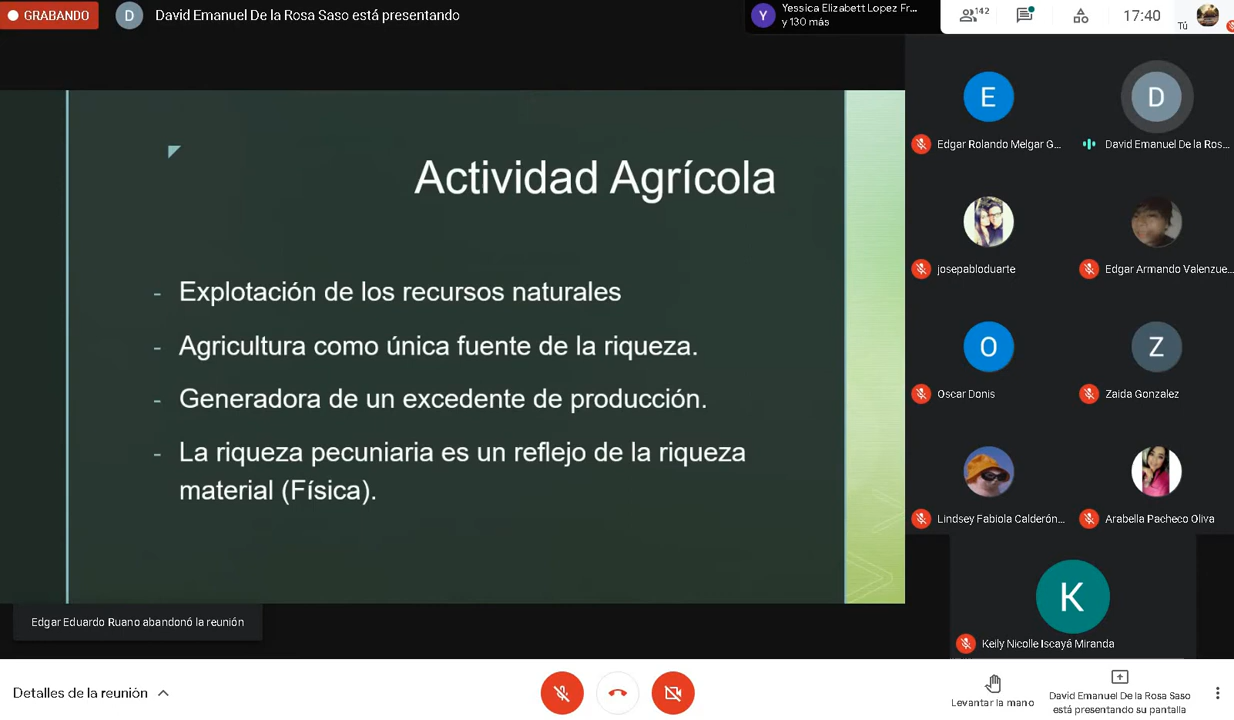 GRABANDO
D
David Emanuel De la Rosa Saso está presentando
Y
Yessica Elizabett Lopez Fr...
y 130 más
142
17:40
Tú
Actividad Agrícola
- Explotación de los recursos naturales
- Agricultura como única fuente de la riqueza.
- Generadora de un excedente de producción.
- La riqueza pecuniaria es un reflejo de la riqueza
material (Física).
E
Edgar Rolando Melgar G...
D
David Emanuel De la Ros...
josepabloduarte
Edgar Armando Valenzue...
O
Oscar Donis
Z
Zaida Gonzalez
Lindsey Fabiola Calderón...
Arabella Pacheco Oliva
K
Keily Nicolle Iscayá Miranda
Edgar Eduardo Ruano abandonó la reunión
Detalles de la reunión
Levantar la mano
David Emanuel De la Rosa Saso
está presentando su pantalla